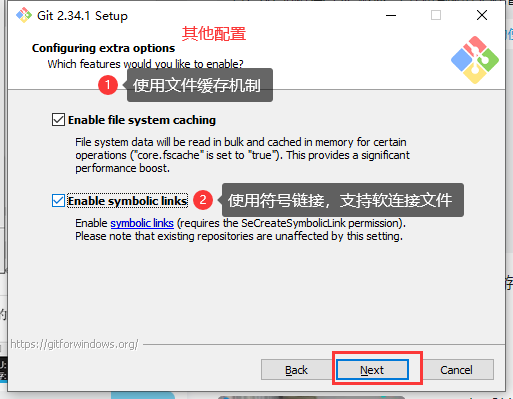 Git 2.34.1 Setup
其他配置
Configuring extra options
Which features would you like to enable?
1 使用文件缓存机制
Enable file system caching
File system data will be read in bulk and cached in memory for certain
operations ("core.fscache" is set to "true"). This provides a significant
performance boost.
Enable symbolic links 2 使用符号链接，支持软连接文件
Enable symbolic links (requires the SeCreateSymbolicLink permission).
Please note that existing repositories are unaffected by this setting.
https://gitforwindows.org/
Back Next Cancel